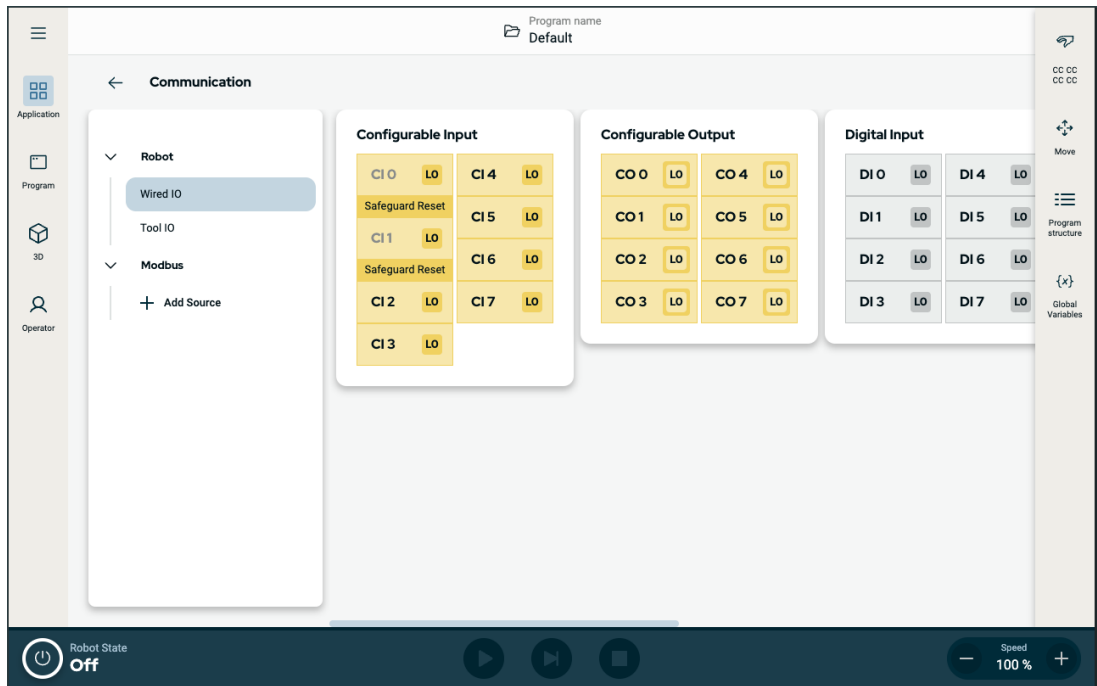 Program name
Default
Application
Program
3D
Operator
Communication
Robot
Wired IO
Tool IO
Modbus
Add Source
Configurable Input
CI 0 LO CI 4 LO
Safeguard Reset
CI 5 LO
CI 1 LO
CI 6 LO
Safeguard Reset
CI 2 LO CI 7 LO
CI 3 LO
Configurable Output
CO 0 LO CO 4 LO
CO 1 LO CO 5 LO
CO 2 LO CO 6 LO
CO 3 LO CO 7 LO
Digital Input
DI 0 LO DI 4 LO
DI 1 LO DI 5 LO
DI 2 LO DI 6 LO
DI 3 LO DI 7 LO
CC CC
CC CC
Move
Program
structure
{x}
Global
Variables
Robot State
Off
Speed
− 100 % +